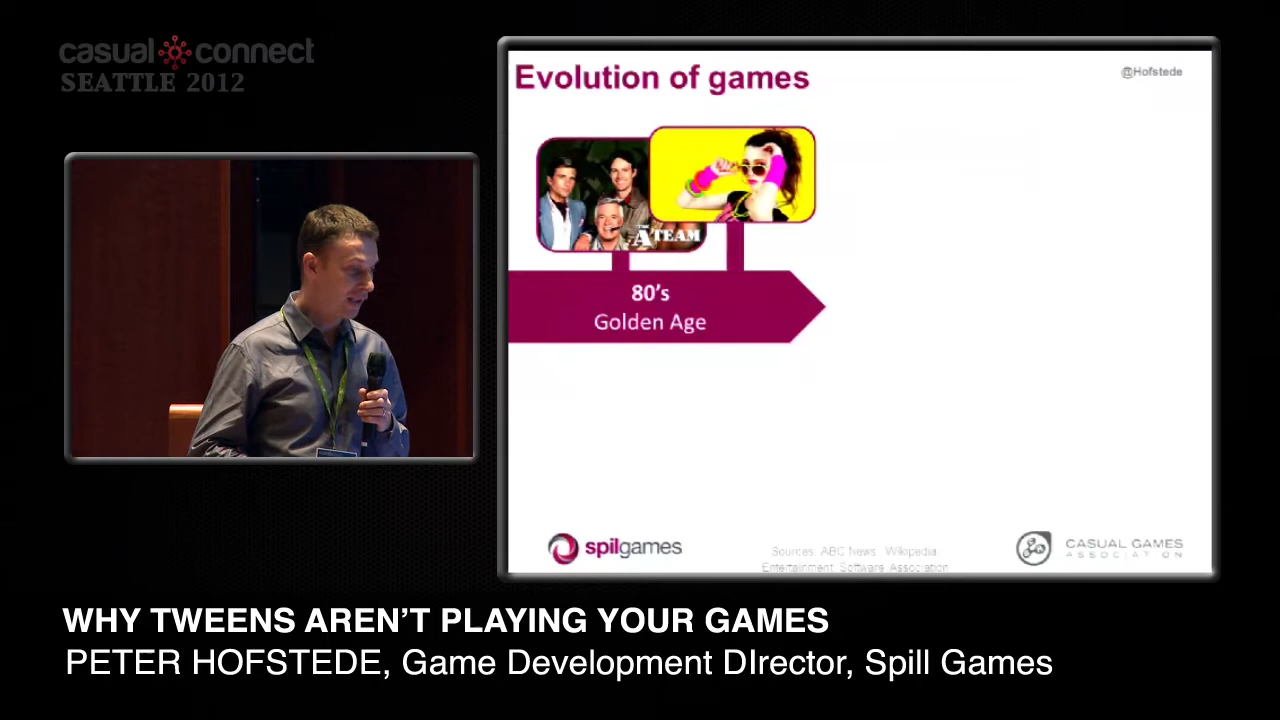 casual connect
SEATTLE 2012
Evolution of games
@Hofstede
THE A TEAM
80's
Golden Age
spilgames
Sources: ABC News, Wikipedia,
Entertainment Software Association
CASUAL GAMES
ASSOCIATION
WHY TWEENS AREN'T PLAYING YOUR GAMES
PETER HOFSTEDE, Game Development DIrector, Spill Games